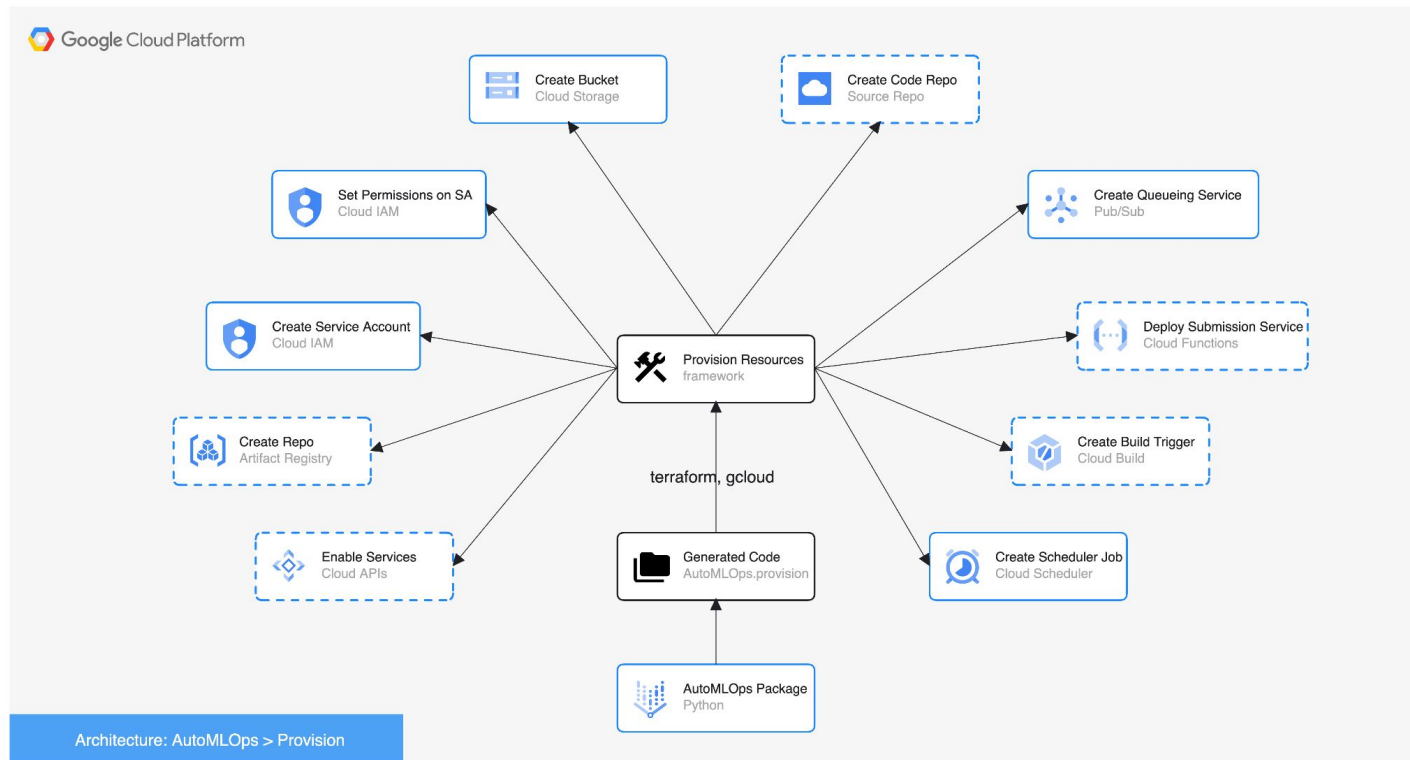 Google Cloud Platform
Create Bucket
Cloud Storage
Create Code Repo
Source Repo
Set Permissions on SA
Cloud IAM
Create Queueing Service
Pub/Sub
Create Service Account
Cloud IAM
Deploy Submission Service
Cloud Functions
Provision Resources
framework
Create Repo
Artifact Registry
Create Build Trigger
Cloud Build
terraform, gcloud
Enable Services
Cloud APIs
Generated Code
AutoMLOps.provision
Create Scheduler Job
Cloud Scheduler
AutoMLOps Package
Python
Architecture: AutoMLOps > Provision